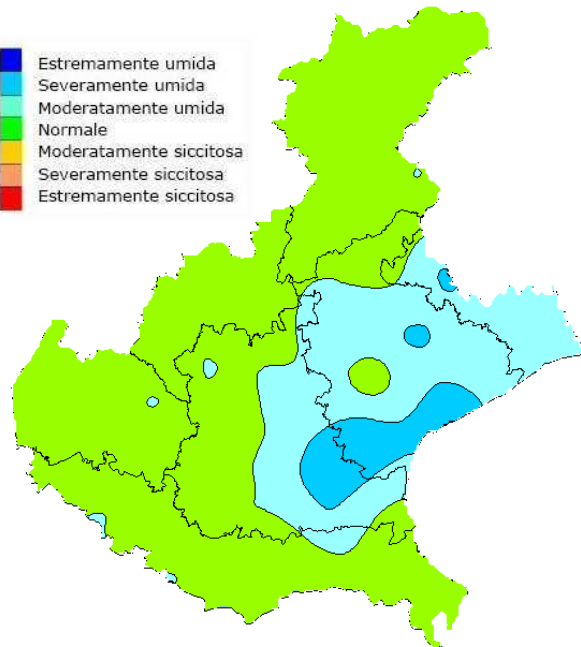 Estremamente umida
Severamente umida
Moderatamente umida
Normale
Moderatamente siccitosa
Severamente siccitosa
Estremamente siccitosa